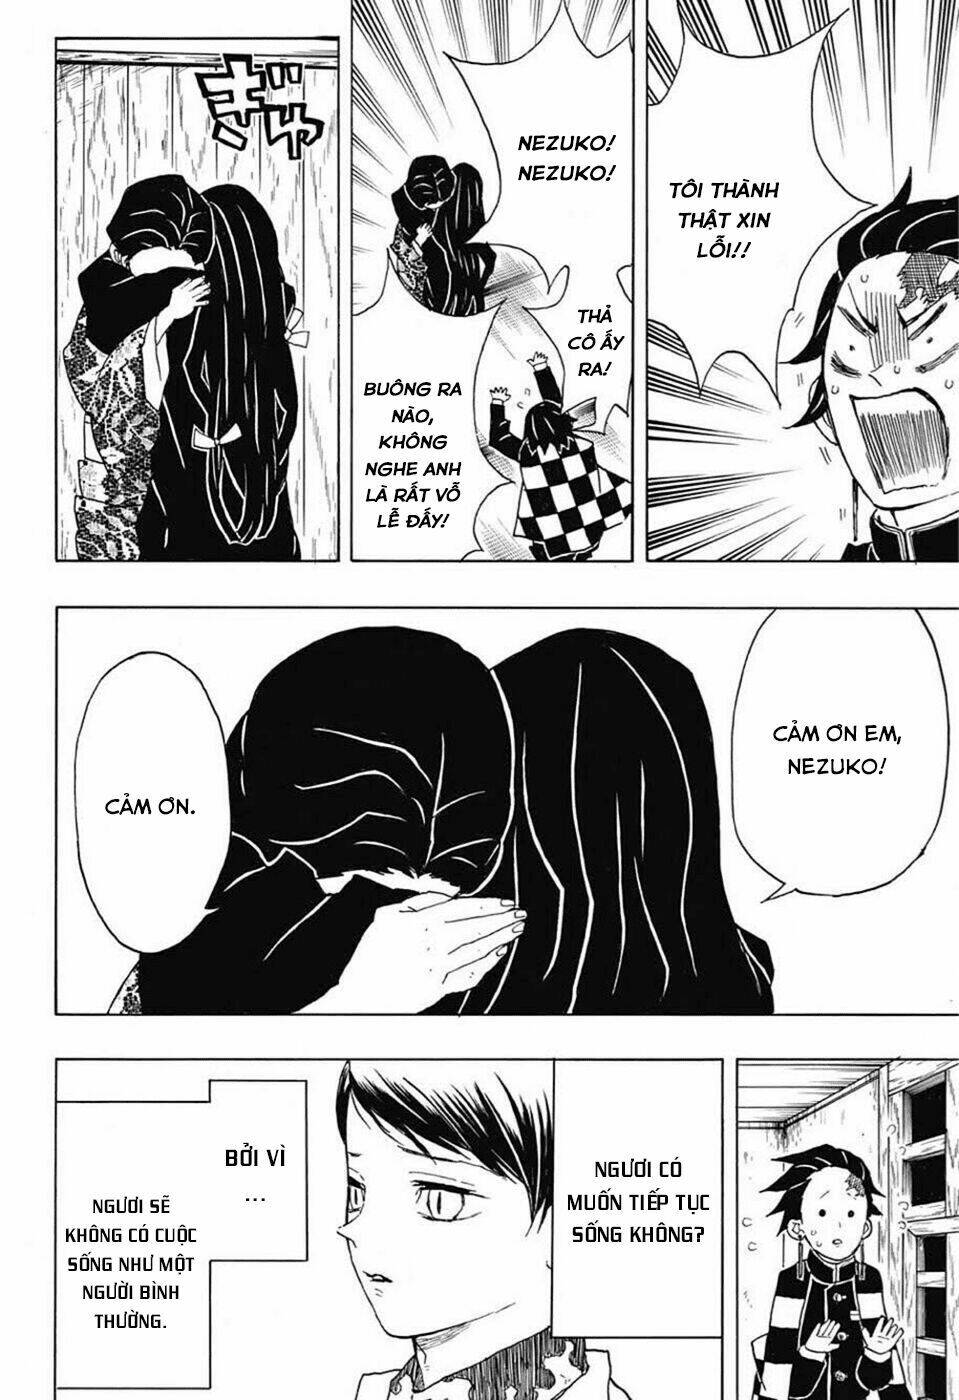 TÔI THÀNH
THẬT XIN
LỖI!!
NEZUKO!
NEZUKO!
THẢ
CÔ ẤY
RA!
BUÔNG RA
NÀO,
KHÔNG
NGHE ANH
LÀ RẤT VÔ
LỄ ĐẤY!
ぎゅ
CẢM ƠN EM,
NEZUKO!
CẢM ƠN.
NGƯƠI CÓ
MUỐN TIẾP TỤC
SỐNG KHÔNG?
BỞI VÌ
...
NGƯƠI SẼ
KHÔNG CÓ CUỘC
SỐNG NHƯ MỘT
NGƯỜI BÌNH
THƯỜNG.